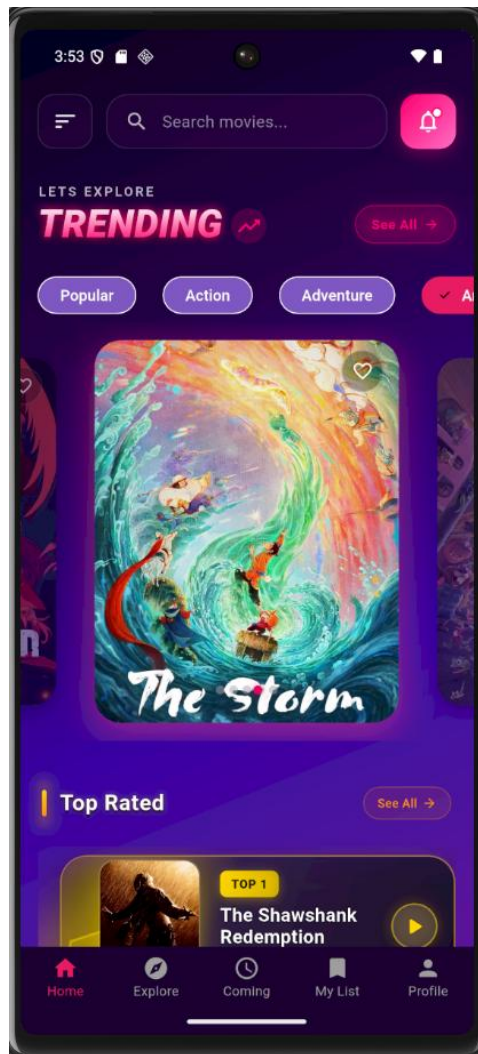 3:53
Search movies...
LETS EXPLORE
TRENDING
See All →
Popular
Action
Adventure
The Storm
Top Rated
See All →
TOP 1
The Shawshank
Redemption
Home
Explore
Coming
My List
Profile